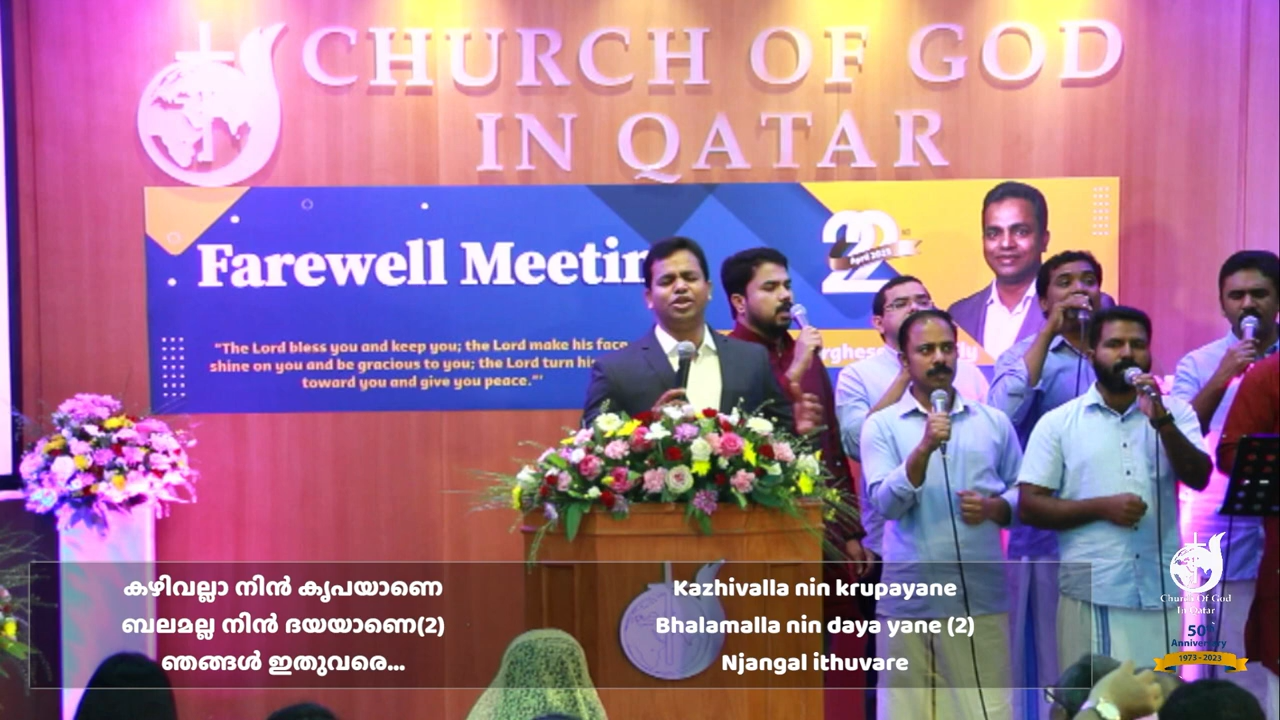 CHURCH OF GOD
IN QATAR
Farewell Meetin
22
ND
April 2023
"The Lord bless you and keep you; the Lord make his face
shine on you and be gracious to you; the Lord turn his
toward you and give you peace."'
കഴിവല്ലാ നിൻ കൃപയാണെ
ബലമല്ല നിൻ ദയയാണെ(2)
ഞങ്ങൾ ഇതുവരെ...
Kazhivalla nin krupayane
Bhalamalla nin daya yane (2)
Njangal ithuvare
Church Of God
In Qatar
50th
Anniversary
1973 - 2023